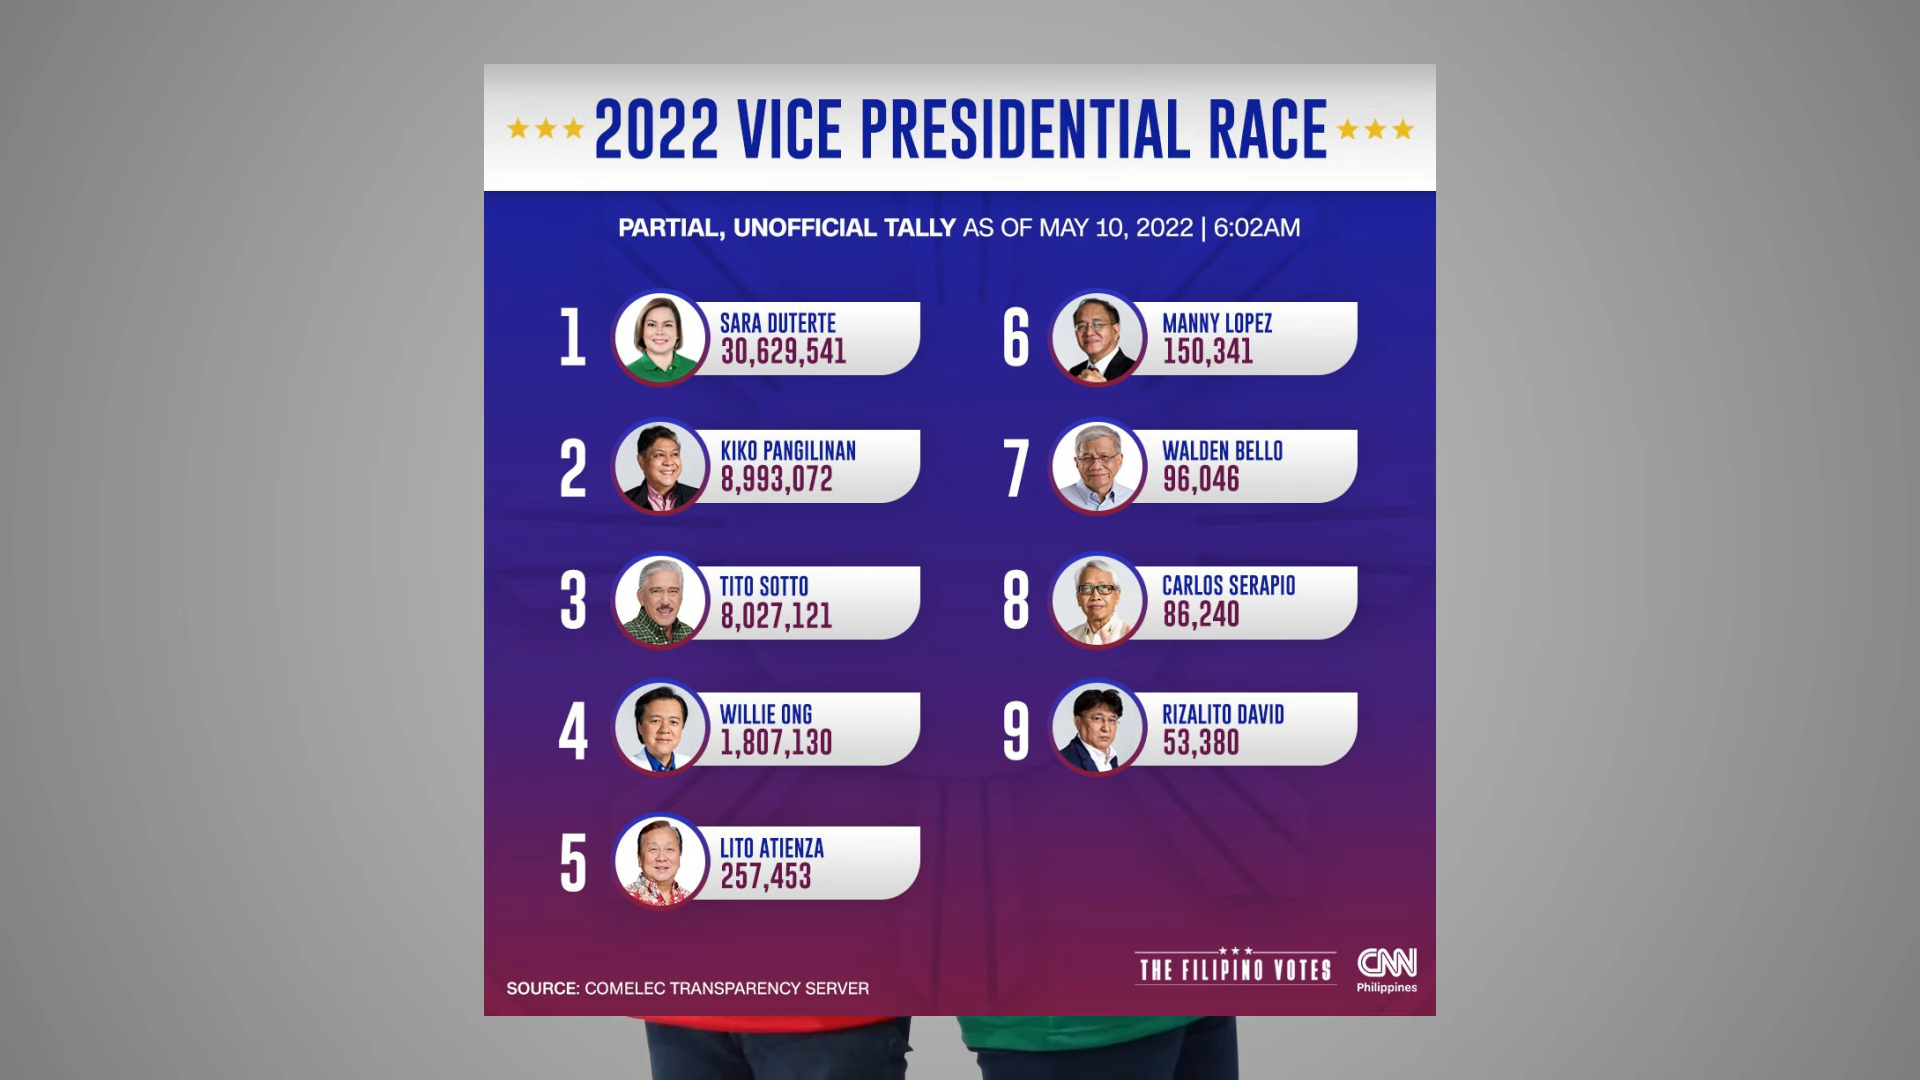 2022 VICE PRESIDENTIAL RACE
PARTIAL, UNOFFICIAL TALLY AS OF MAY 10, 2022 | 6:02AM
1
SARA DUTERTE
30,629,541
2
KIKO PANGILINAN
8,993,072
3
TITO SOTTO
8,027,121
4
WILLIE ONG
1,807,130
5
LITO ATIENZA
257,453
6
MANNY LOPEZ
150,341
7
WALDEN BELLO
96,046
8
CARLOS SERAPIO
86,240
9
RIZALITO DAVID
53,380
SOURCE: COMELEC TRANSPARENCY SERVER
THE FILIPINO VOTES
CNN
Philippines